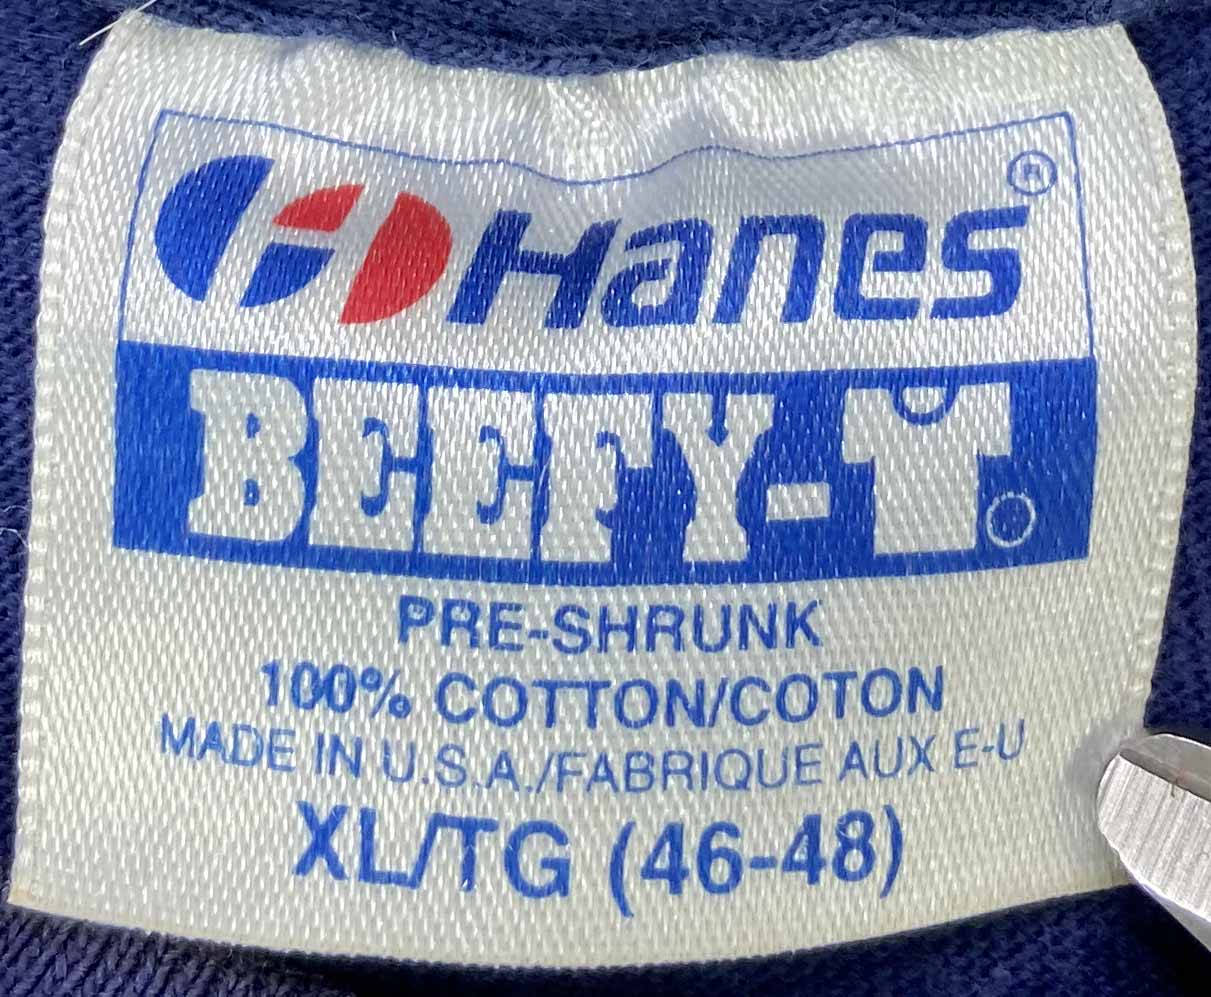 Hanes®
BEEFY-T®
PRE-SHRUNK
100% COTTON/COTON
MADE IN U.S.A./FABRIQUE AUX E-U
XL/TG (46-48)